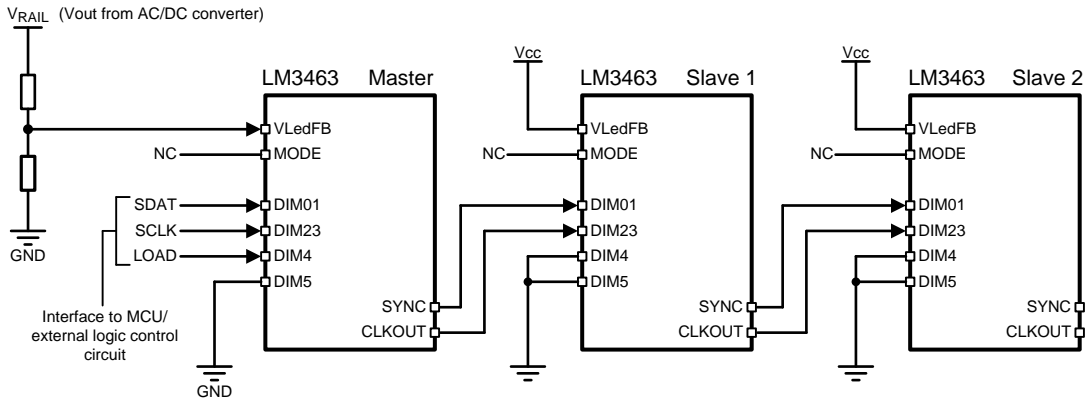 VRAIL (Vout from AC/DC converter)
GND
LM3463 Master
VLedFB
NC MODE
SDAT DIM01
SCLK DIM23
LOAD DIM4
DIM5
SYNC
CLKOUT
Interface to MCU/
external logic control
circuit
GND
Vcc
LM3463 Slave 1
VLedFB
NC MODE
DIM01
DIM23
DIM4
DIM5
SYNC
CLKOUT
Vcc
LM3463 Slave 2
VLedFB
NC MODE
DIM01
DIM23
DIM4
DIM5
SYNC
CLKOUT